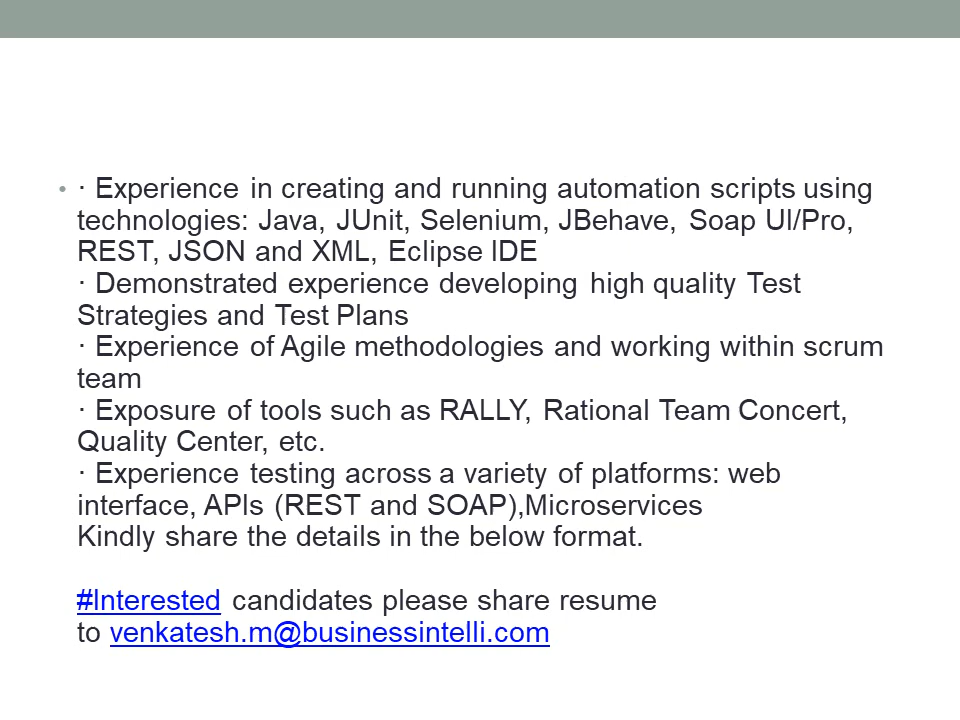 • · Experience in creating and running automation scripts using
technologies: Java, JUnit, Selenium, JBehave, Soap UI/Pro,
REST, JSON and XML, Eclipse IDE
· Demonstrated experience developing high quality Test
Strategies and Test Plans
· Experience of Agile methodologies and working within scrum
team
· Exposure of tools such as RALLY, Rational Team Concert,
Quality Center, etc.
· Experience testing across a variety of platforms: web
interface, APIs (REST and SOAP),Microservices
Kindly share the details in the below format.
#Interested candidates please share resume
to venkatesh.m@businessintelli.com